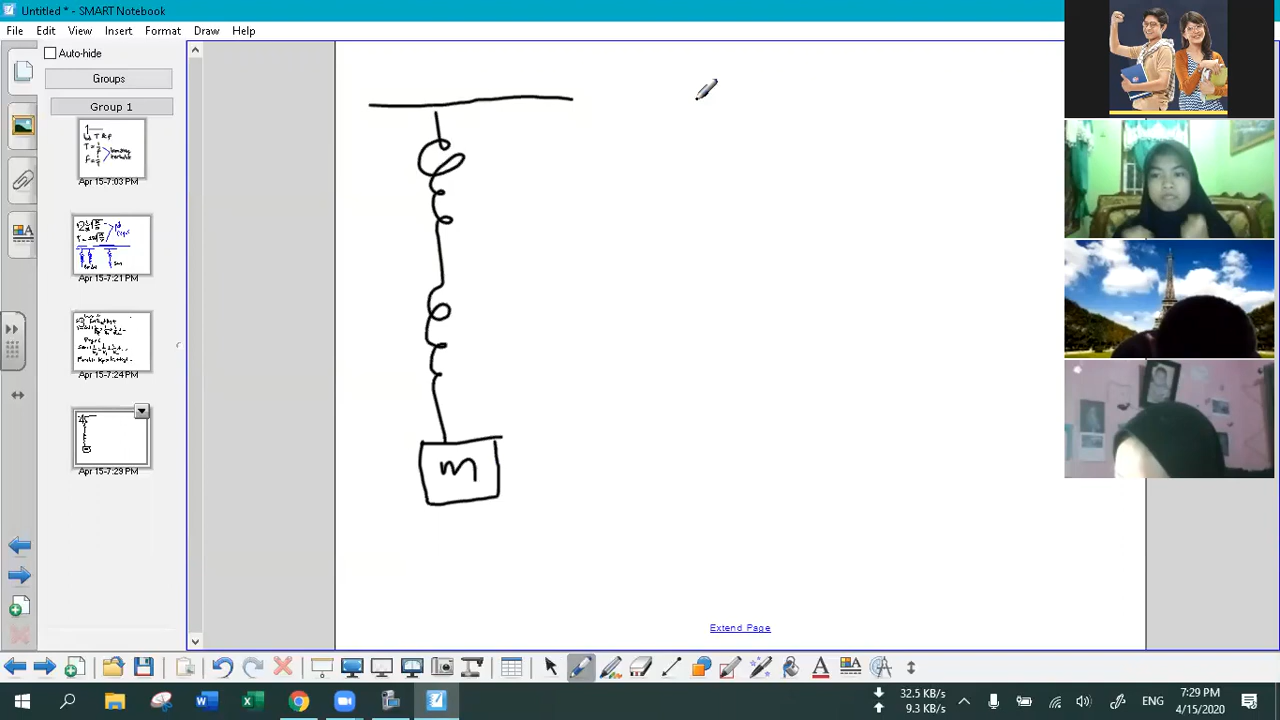 Untitled * - SMART Notebook
File Edit View Insert Format Draw Help
Auto-hide
Groups
Group 1
Apr 15-7:03 PM
Apr 15-7:21 PM
Apr 15-7:24 PM
Apr 15-7:29 PM
m
Extend Page
32.5 KB/s
9.3 KB/s
ENG
7:29 PM
4/15/2020